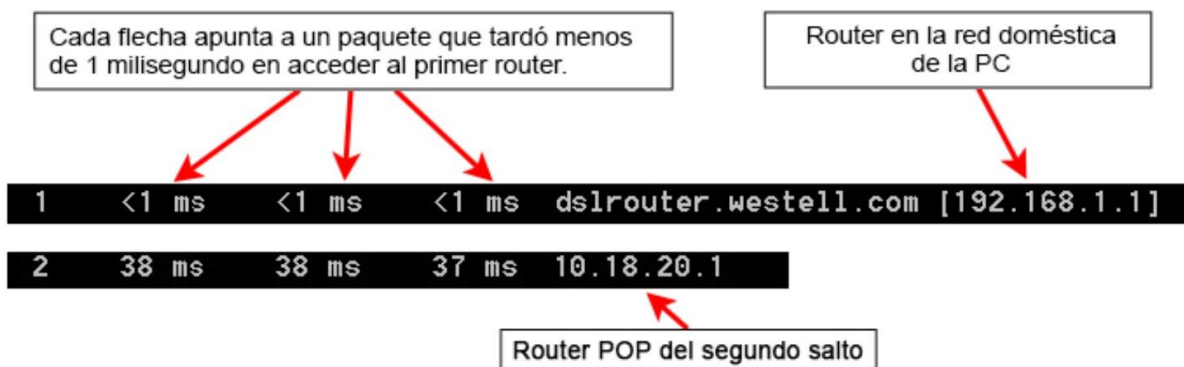 Cada flecha apunta a un paquete que tardó menos
de 1 milisegundo en acceder al primer router.
Router en la red doméstica
de la PC
1 <1 ms <1 ms <1 ms dslrouter.westell.com [192.168.1.1]
2 38 ms 38 ms 37 ms 10.18.20.1
Router POP del segundo salto